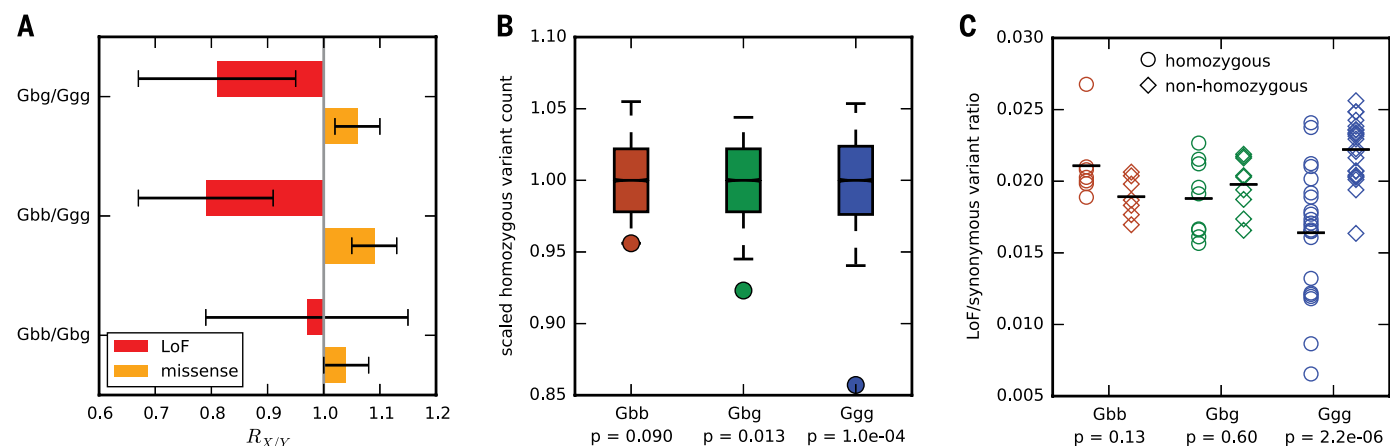 A
Gbg/Ggg
Gbb/Ggg
Gbb/Gbg
LoF
missense
0.6 0.7 0.8 0.9 1.0 1.1 1.2
R_{X/Y}
B
scaled homozygous variant count
1.10
1.05
1.00
0.95
0.90
0.85
Gbb Gbg Ggg
p = 0.090 p = 0.013 p = 1.0e-04
C
LoF/synonymous variant ratio
0.030
0.025
0.020
0.015
0.010
0.005
homozygous
non-homozygous
Gbb Gbg Ggg
p = 0.13 p = 0.60 p = 2.2e-06